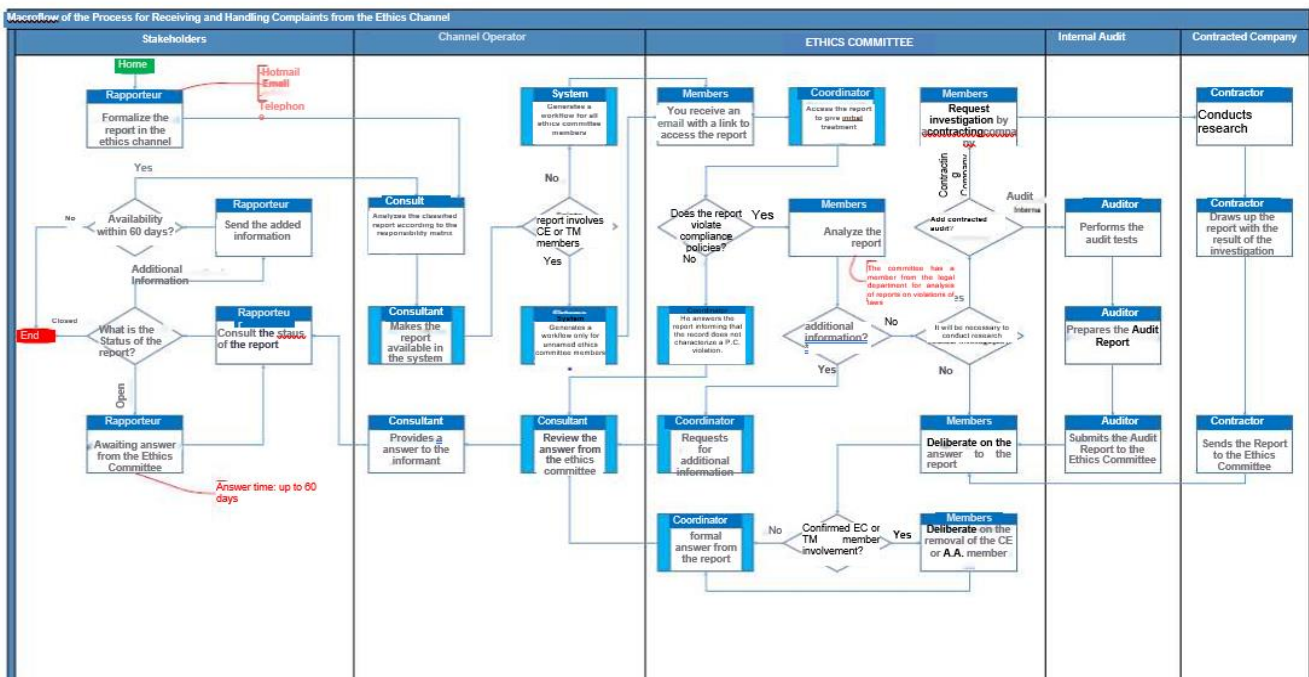 Macroflow of the Process for Receiving and Handling Complaints from the Ethics Channel
Stakeholders
Channel Operator
ETHICS COMMITTEE
Internal Audit
Contracted Company
Home
Hotmail
Email
Telephon
e
Rapporteur
Formalize the
report in the
ethics channel
Yes
No
Availability
within 60 days?
Rapporteur
Send the added
information
Additional
Information
Closed
End
What is the
Status of the
report?
Rapporteu
r
Consult the staus
of the report
Open
Rapporteur
Awaiting answer
from the Ethics
Committee
Answer time: up to 60
days
System
Generates a
workflow for all
ethics committee
members
No
Consult
Analyzes the classified
report according to the
responsibility matrix
report involves
CE or TM
members
Yes
Consultant
Makes the
report
available in
the system
System
Generates a
workflow only for
unnamed ethics
committee members
Consultant
Provides a
answer to the
informant
Consultant
Review the
answer from
the ethics
committee
Members
You receive an
email with a link to
access the report
Coordinator
Access the report
to give
treatment
Members
Request
investigation by
acontractingcompa
ny.
Contractin
g
Company
Does the report
violate
compliance
policies?
Yes
No
Members
Analyze the
report
The committee has a
member from the legal
department for analysis
of reports on violations of
laws
Add contracted
audit?
Audit
Interna
es
Coordinator
He answers the
report informing that
the record does not
characterize a P.C.
violation.
additional
information?
No
Yes
It will be necessary to
conduct research
No
Coordinator
Requests
for
additional
information
Members
Deliberate on the
answer to the
report
Coordinator
formal
answer from
the report
No
Confirmed EC or
TM member
involvement?
Yes
Members
Deliberate on the
removal of the CE
or A.A. member
Auditor
Performs the
audit tests
Auditor
Prepares the Audit
Report
Auditor
Submits the Audit
Report to the
Ethics Committee
Contractor
Conducts
research
Contractor
Draws up the
report with the
result of the
investigation
Contractor
Sends the Report
to the Ethics
Committee